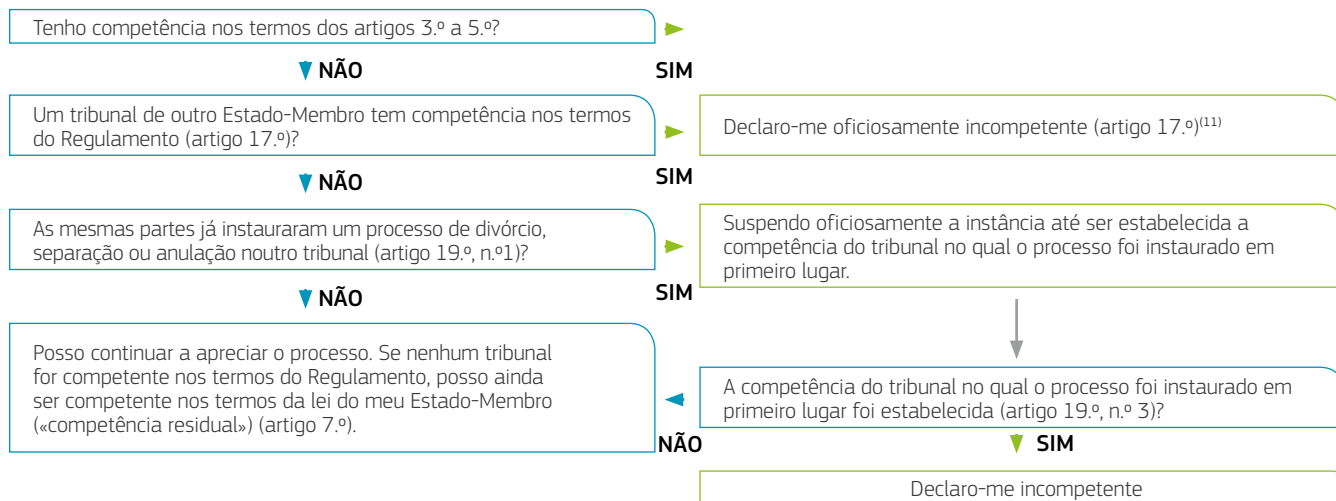 Tenho competência nos termos dos artigos 3.º a 5.º?
NÃO
SIM
Um tribunal de outro Estado-Membro tem competência nos termos
do Regulamento (artigo 17.º)?
Declaro-me oficiosamente incompetente (artigo 17.º)(11)
NÃO
SIM
As mesmas partes já instauraram um processo de divórcio,
separação ou anulação noutro tribunal (artigo 19.º, n.º1)?
Suspendo oficiosamente a instância até ser estabelecida a
competência do tribunal no qual o processo foi instaurado em
primeiro lugar.
NÃO
SIM
Posso continuar a apreciar o processo. Se nenhum tribunal
for competente nos termos do Regulamento, posso ainda
ser competente nos termos da lei do meu Estado-Membro
(«competência residual») (artigo 7.º).
A competência do tribunal no qual o processo foi instaurado em
primeiro lugar foi estabelecida (artigo 19.º, n.º 3)?
NÃO
SIM
Declaro-me incompetente